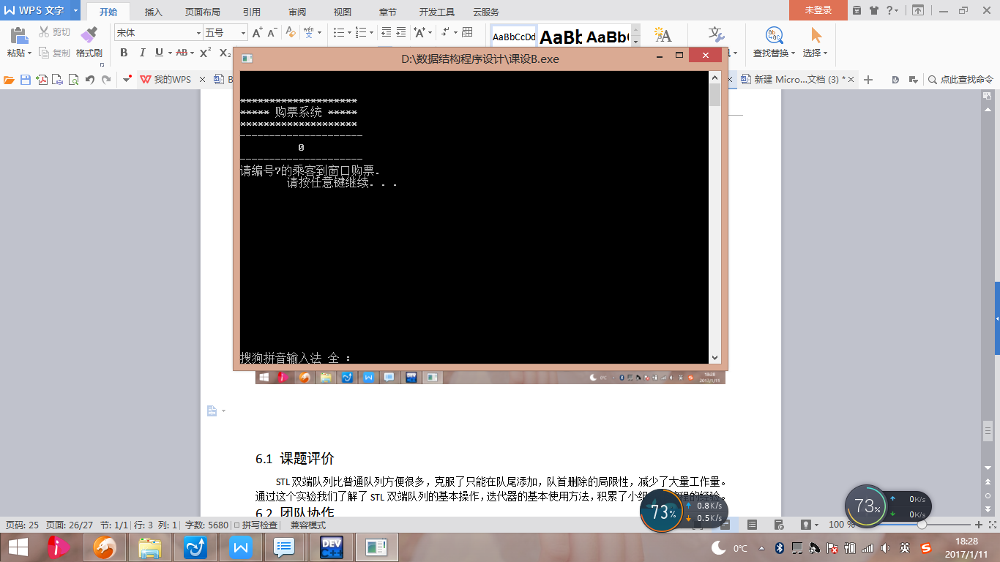 WPS 文字
开始 插入 页面布局 引用 审阅 视图 章节 开发工具 云服务 未登录
剪切
宋体 五号
AaBbCcDd AaBb AaBb
粘贴 复制 格式刷
查找替换 选择
我的WPS
新建 Micro...文档 (3) *
点此查找命令
D:\数据结构程序设计\课设B.exe
********************
***** 购票系统 *****
********************
---------------------
0
---------------------
请编号7的乘客到窗口购票.
请按任意键继续. . .
搜狗拼音输入法 全 :
0℃ 18:28
2017/1/11
6.1 课题评价
STL 双端队列比普通队列方便很多，克服了只能在队尾添加，队首删除的局限性，减少了大量工作量。
通过这个实验我们了解了 STL 双端队列的基本操作，迭代器的基本使用方法，积累了小组 的经验。
6.2 团队协作
73% 0.8K/s
0.5K/s
73% 0K/s
0K/s
页码: 25 页面: 26/27 节: 1/1 行: 3 列: 1 字数: 5680 拼写检查 兼容模式 100 %
DEV C++
0℃ 英 18:28
2017/1/11